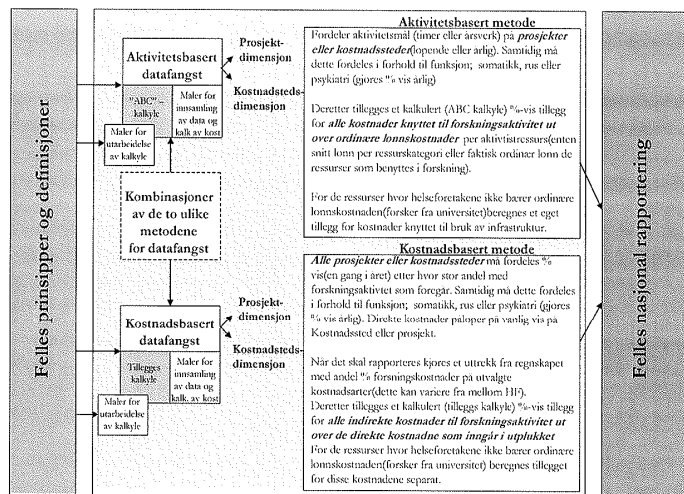 Felles prinsipper og definisjoner
Aktivitetsbert datafangst
"ABC" – kalkyle
Maler for innsamling av data og kalk av kost
Maler for utarbeidelse av kalkyle
Prosjekt-
dimensjon
Kostnadsteds-
dimensjon
Kombinasjoner
av de to ulike
metodene
for datafangst
Kostnadsbasert
datafangst
Tillegges
kalkyle
Maler for
innsamling
av data og
kalk. av kost
Maler for
utarbeidelse
av kalkyle
Prosjekt-
dimensjon
Kostnadsteds-
dimensjon
Aktivitetsbasert metode
Fordeler aktivitetsmål (timer eller årsverk) på prosjekter
eller kostnadssteder(løpende eller årlig). Samtidig må
dette fordeles i forhold til funksjon; somatikk, rus eller
psykiatri (gjøres % vis årlig)
Deretter tillegges et kalkulert (ABC kalkyle) %-vis tillegg
for alle kostnader knyttet til forskningsaktivitet ut
over ordinære lønnskostnader per aktivtistressurs(enten
snitt lønn per ressurskategori eller faktisk ordinær lønn de
ressurser som benyttes i forskning).
For de ressurser hvor helseforetakene ikke bærer ordinære
lønnskostnaden(forsker fra universitet)beregnes et eget
tillegg for kostnader knyttet til bruk av infrastruktur.
Kostnadsbasert metode
Alle prosjekter eller kostnadssteder må fordeles %
vis(en gang i året) etter hvor stor andel med
forskningsaktivtet som foregår. Samtidig må dette fordeles
i forhold til funksjon; somatikk, rus eller psykiatri (gjøres
% vis årlig). Direkte kostnader påløper på vanlig vis på
Kostnadssted eller prosjekt.
Når det skal rapporteres kjøres et uttrekk fra regnskapet
med andel % forsningskostnader på utvalgte
kostnadsarter(dette kan variere fra mellom HF).
Deretter tillegges et kalkulert (tilleggs kalkyle) %-vis tillegg
for alle indirekte kostnader til forskningsaktivitet ut
over de direkte kostnadne som inngår i utplukket
For de ressurser hvor helseforetakene ikke bærer ordinære
lønnskostnaden(forsker fra universitet) beregnes tillegget
for disse kostnadene separat.
Felles nasjonal rapportering